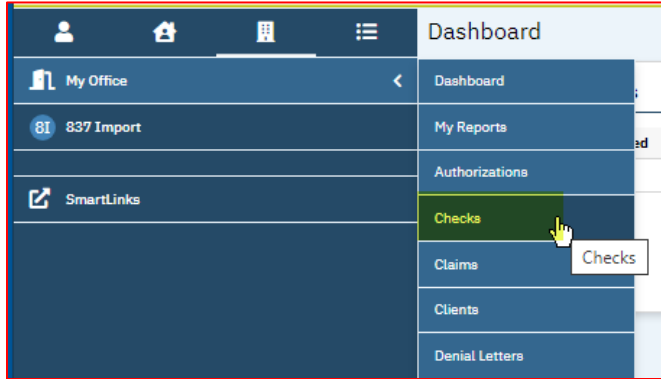 Dashboard
My Office
Dashboard
8I 837 Import
My Reports
Authorizations
SmartLinks
Checks
Checks
Claims
Clients
Denial Letters